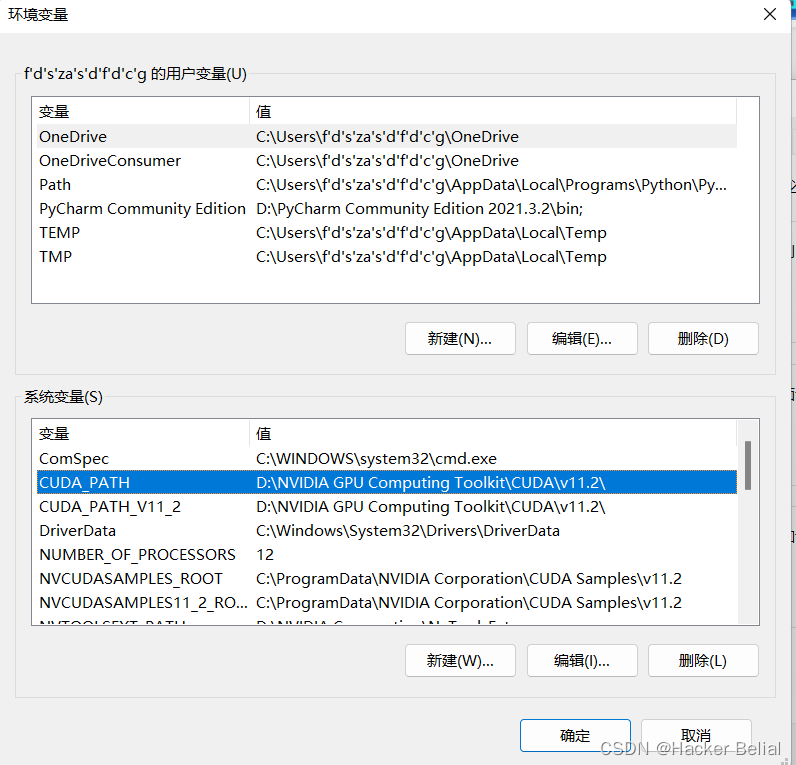 环境变量
f'd's'za's'd'f'd'c'g 的用户变量(U)
变量 值
OneDrive C:\Users\f'd's'za's'd'f'd'c'g\OneDrive
OneDriveConsumer C:\Users\f'd's'za's'd'f'd'c'g\OneDrive
Path C:\Users\f'd's'za's'd'f'd'c'g\AppData\Local\Programs\Python\Py...
PyCharm Community Edition D:\PyCharm Community Edition 2021.3.2\bin;
TEMP C:\Users\f'd's'za's'd'f'd'c'g\AppData\Local\Temp
TMP C:\Users\f'd's'za's'd'f'd'c'g\AppData\Local\Temp
新建(N)... 编辑(E)... 删除(D)
系统变量(S)
变量 值
ComSpec C:\WINDOWS\system32\cmd.exe
CUDA_PATH D:\NVIDIA GPU Computing Toolkit\CUDA\v11.2\
CUDA_PATH_V11_2 D:\NVIDIA GPU Computing Toolkit\CUDA\v11.2\
DriverData C:\Windows\System32\Drivers\DriverData
NUMBER_OF_PROCESSORS 12
NVCUDASAMPLES_ROOT C:\ProgramData\NVIDIA Corporation\CUDA Samples\v11.2
NVCUDASAMPLES11_2_RO... C:\ProgramData\NVIDIA Corporation\CUDA Samples\v11.2
新建(W)... 编辑(I)... 删除(L)
确定 取消
CSDN @Hacker Belial